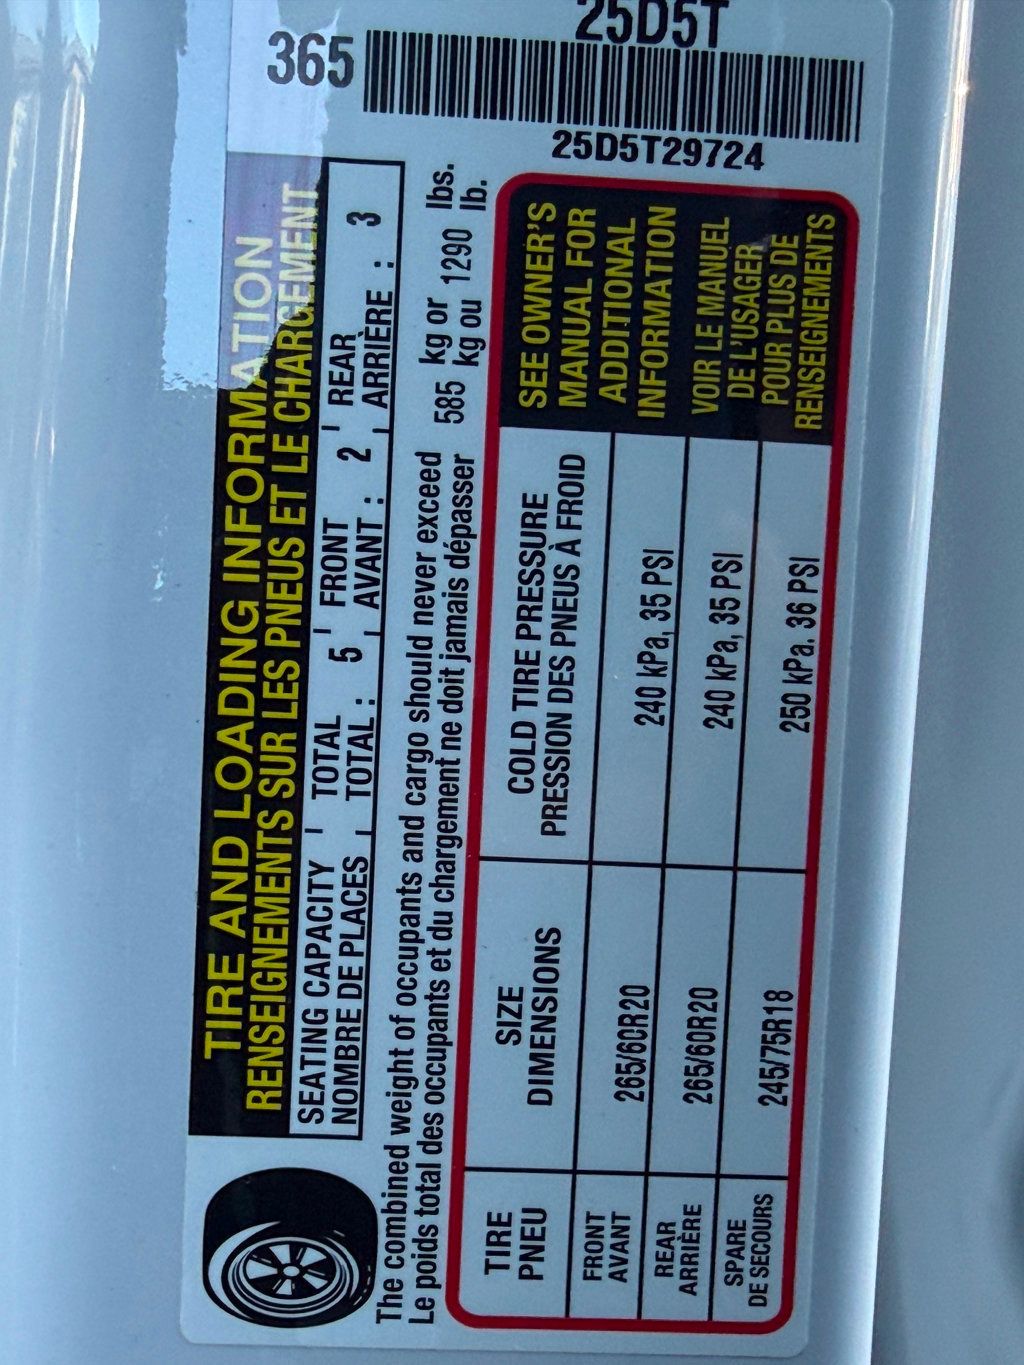 25D5T
365
25D5T29724
TIRE AND LOADING INFORMATION
RENSEIGNEMENTS SUR LES PNEUS ET LE CHARGEMENT
SEATING CAPACITY TOTAL FRONT REAR
NOMBRE DE PLACES TOTAL : 5 AVANT : 2 ARRIÈRE : 3
The combined weight of occupants and cargo should never exceed 585 kg or 1290 lbs.
Le poids total des occupants et du chargement ne doit jamais dépasser kg ou lb.
TIRE SIZE COLD TIRE PRESSURE
PNEU DIMENSIONS PRESSION DES PNEUS À FROID
FRONT
AVANT 265/60R20 240 kPa, 35 PSI
REAR
ARRIÈRE 265/60R20 240 kPa, 35 PSI
SPARE
DE SECOURS 245/75R18 250 kPa, 36 PSI
SEE OWNER'S
MANUAL FOR
ADDITIONAL
INFORMATION
VOIR LE MANUEL
DE L'USAGER
POUR PLUS DE
RENSEIGNEMENTS